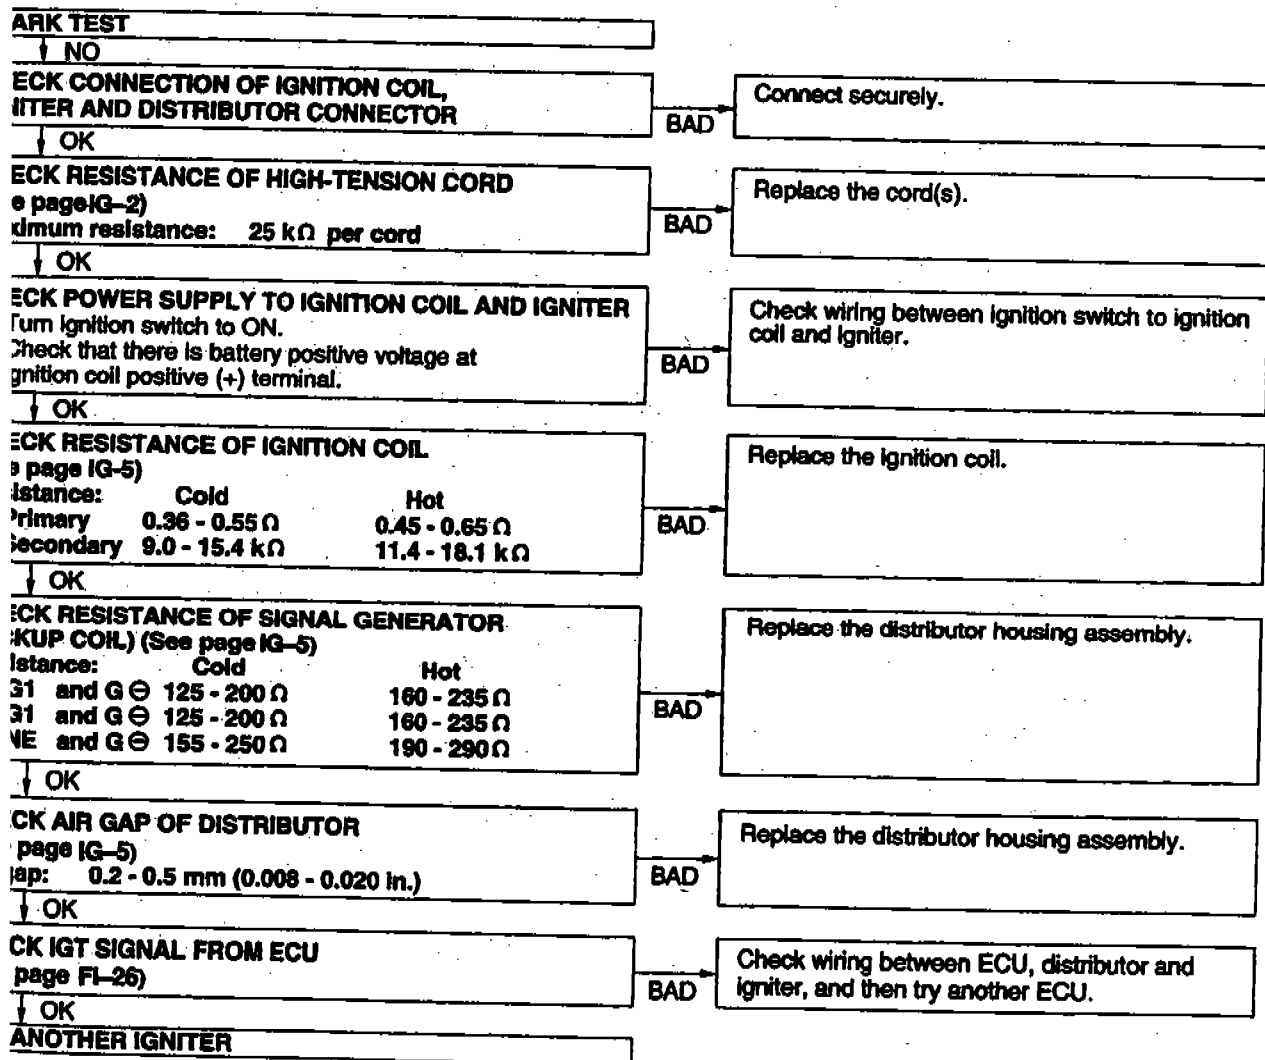 ARK TEST
NO
ECK CONNECTION OF IGNITION COIL,
NITER AND DISTRIBUTOR CONNECTOR
BAD
Connect securely.
OK
ECK RESISTANCE OF HIGH-TENSION CORD
e page IG–2)
ximum resistance: 25 kΩ per cord
BAD
Replace the cord(s).
OK
ECK POWER SUPPLY TO IGNITION COIL AND IGNITER
Turn ignition switch to ON.
Check that there is battery positive voltage at
gnition coil positive (+) terminal.
BAD
Check wiring between ignition switch to ignition
coil and igniter.
OK
ECK RESISTANCE OF IGNITION COIL
e page IG-5)
istance: Cold Hot
Primary 0.36 - 0.55 Ω 0.45 - 0.65 Ω
Secondary 9.0 - 15.4 kΩ 11.4 - 18.1 kΩ
BAD
Replace the ignition coil.
OK
ECK RESISTANCE OF SIGNAL GENERATOR
CKUP COIL) (See page IG–5)
istance: Cold Hot
G1 and G ⊖ 125 - 200 Ω 160 - 235 Ω
G1 and G ⊖ 125 - 200 Ω 160 - 235 Ω
NE and G ⊖ 155 - 250 Ω 190 - 290 Ω
BAD
Replace the distributor housing assembly.
OK
CK AIR GAP OF DISTRIBUTOR
page IG–5)
gap: 0.2 - 0.5 mm (0.008 - 0.020 in.)
BAD
Replace the distributor housing assembly.
OK
CK IGT SIGNAL FROM ECU
page FI–26)
BAD
Check wiring between ECU, distributor and
igniter, and then try another ECU.
OK
ANOTHER IGNITER